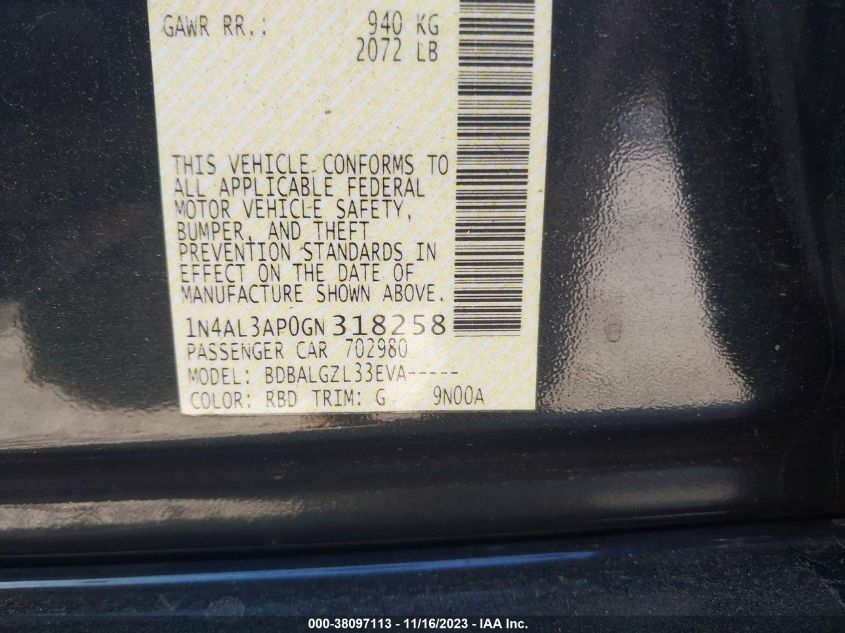 GAWR RR.: 940 KG
2072 LB
THIS VEHICLE CONFORMS TO
ALL APPLICABLE FEDERAL
MOTOR VEHICLE SAFETY,
BUMPER, AND THEFT
PREVENTION STANDARDS IN
EFFECT ON THE DATE OF
MANUFACTURE SHOWN ABOVE.
1N4AL3AP0GN318258
PASSENGER CAR 702980
MODEL: BDBALGZL33EVA-----
COLOR: RBD TRIM: G 9N00A
000-38097113 — 11/16/2023 — IAA Inc.